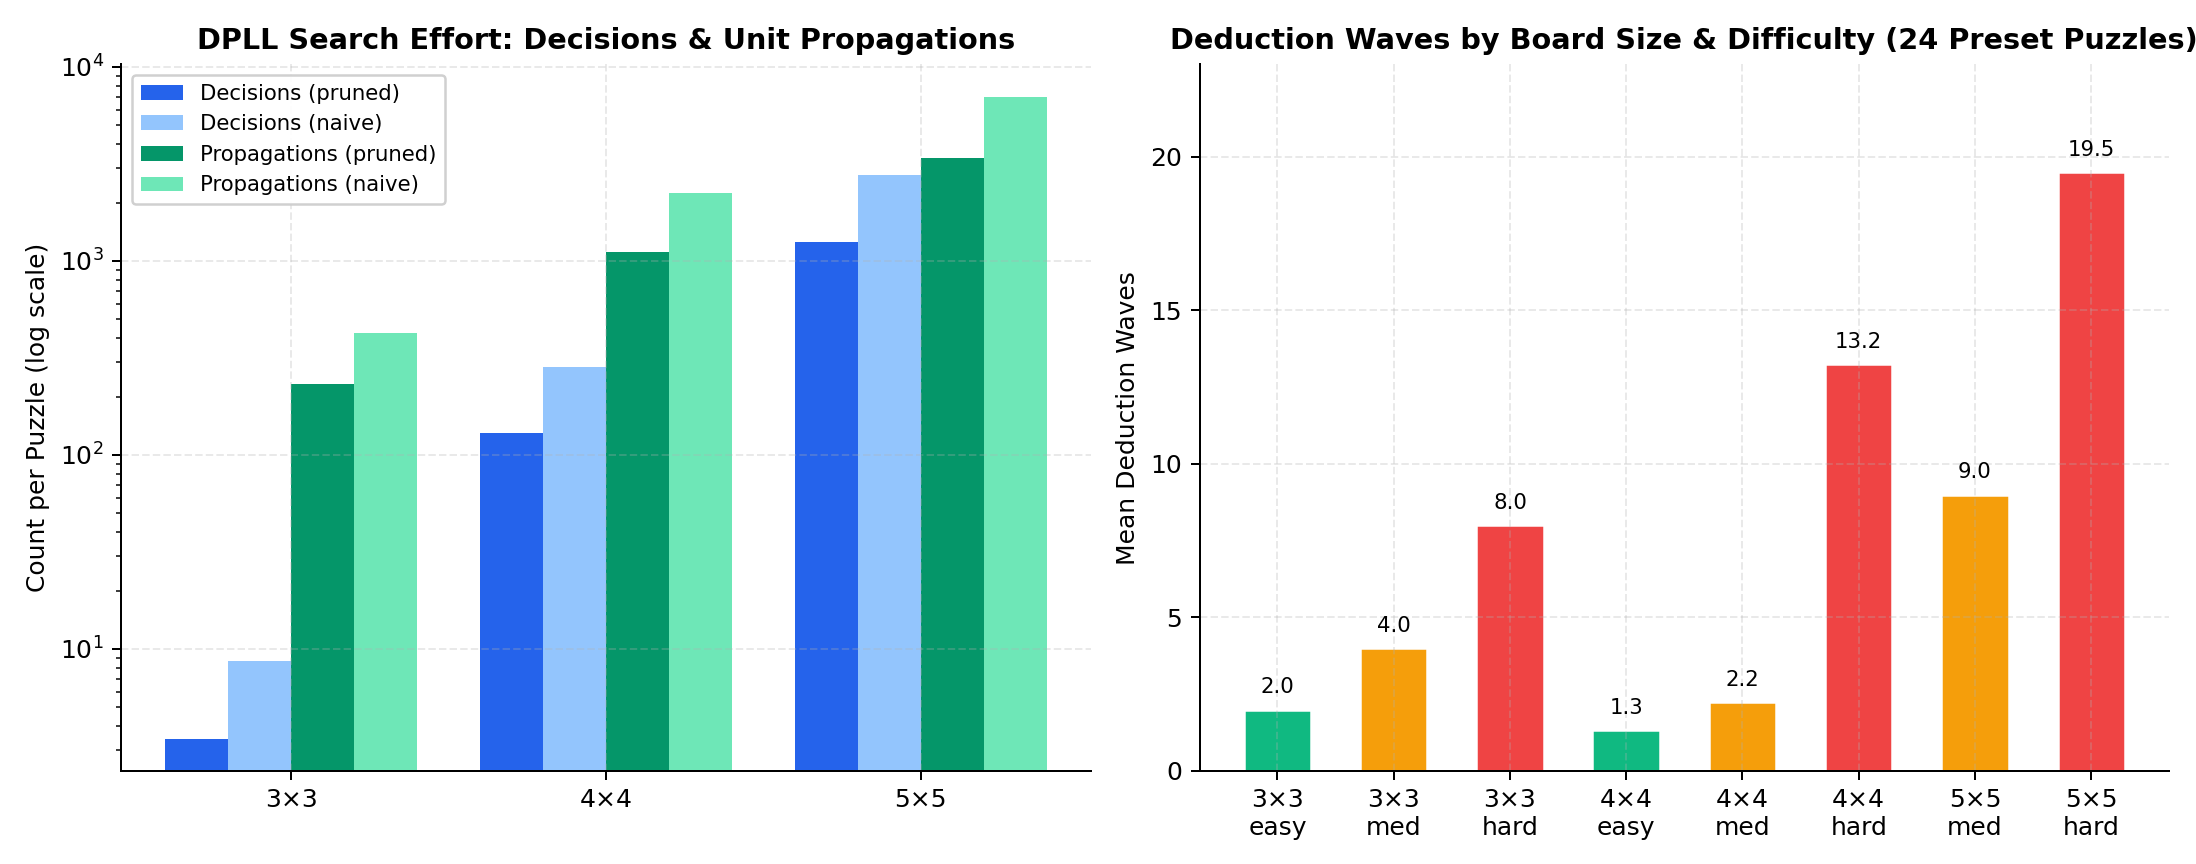 DPLL Search Effort: Decisions & Unit Propagations
Decisions (pruned)
Decisions (naive)
Propagations (pruned)
Propagations (naive)
Count per Puzzle (log scale)
10⁴
10³
10²
10¹
3×3
4×4
5×5
Deduction Waves by Board Size & Difficulty (24 Preset Puzzles)
Mean Deduction Waves
20
15
10
5
0
2.0
4.0
8.0
1.3
2.2
13.2
9.0
19.5
3×3
easy
3×3
med
3×3
hard
4×4
easy
4×4
med
4×4
hard
5×5
med
5×5
hard